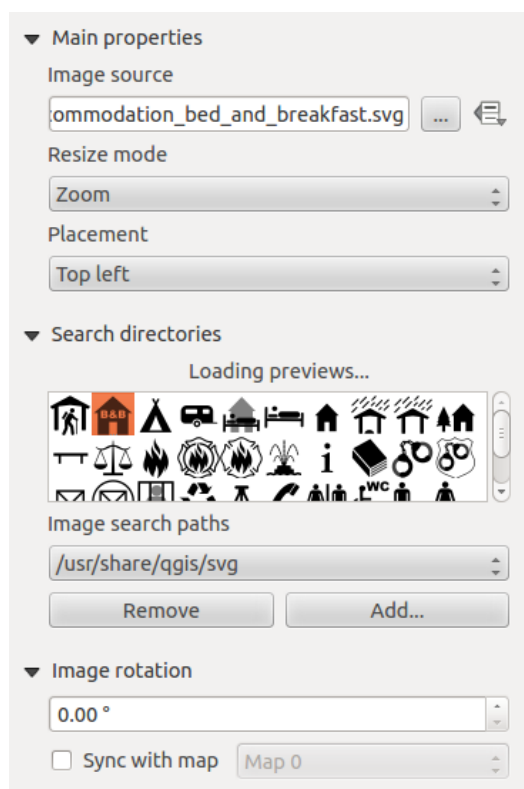 Main properties
Image source
ommodation_bed_and_breakfast.svg ...
Resize mode
Zoom
Placement
Top left
Search directories
Loading previews...
B&B
i
WC
Image search paths
/usr/share/qgis/svg
Remove Add...
Image rotation
0.00 °
Sync with map Map 0